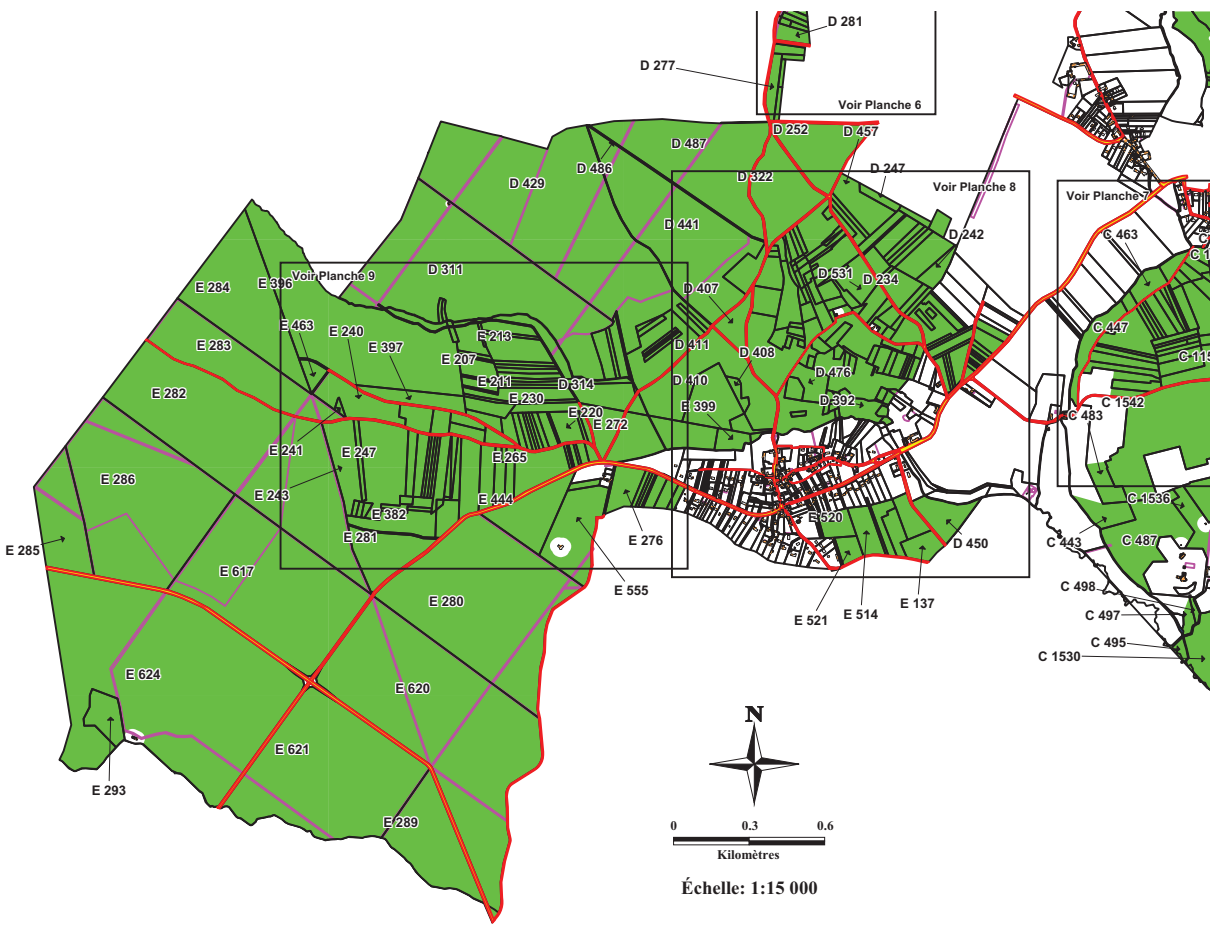 D 281
D 277
Voir Planche 6
D 252
D 457
D 487
D 486
D 247
D 322
D 429
Voir Planche 8
Voir Planche 7
D 441
C 463
D 242
D 311
Voir Planche 9
D 531
D 234
E 396
E 284
D 407
E 463
E 240
E 213
C 447
E 283
E 397
D 411
D 408
E 207
C 115
D 476
E 211
D 314
D 410
E 282
E 230
D 392
C 1542
E 399
E 220
C 483
E 272
E 241
E 247
E 265
E 286
E 243
E 444
C 1536
E 382
E 520
E 281
E 276
D 450
C 443
C 487
E 285
E 617
E 555
E 280
C 498
E 137
E 514
E 521
C 497
C 495
C 1530
E 624
E 620
N
E 621
E 293
E 289
0 0.3 0.6
Kilomètres
Échelle: 1:15 000